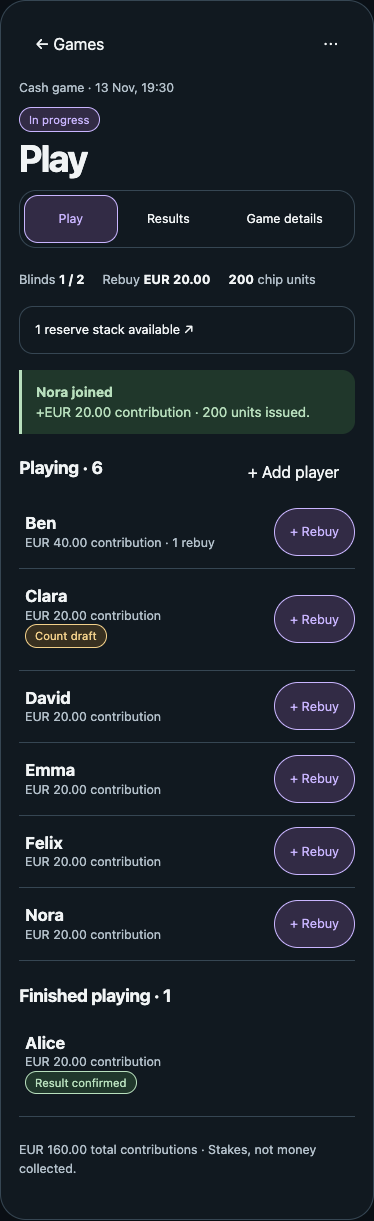 ← Games ...
Cash game · 13 Nov, 19:30
In progress
Play
Play Results Game details
Blinds 1 / 2 Rebuy EUR 20.00 200 chip units
1 reserve stack available ↗
Nora joined
+EUR 20.00 contribution · 200 units issued.
Playing · 6 + Add player
Ben
EUR 40.00 contribution · 1 rebuy
+ Rebuy
Clara
EUR 20.00 contribution
Count draft
+ Rebuy
David
EUR 20.00 contribution
+ Rebuy
Emma
EUR 20.00 contribution
+ Rebuy
Felix
EUR 20.00 contribution
+ Rebuy
Nora
EUR 20.00 contribution
+ Rebuy
Finished playing · 1
Alice
EUR 20.00 contribution
Result confirmed
EUR 160.00 total contributions · Stakes, not money
collected.